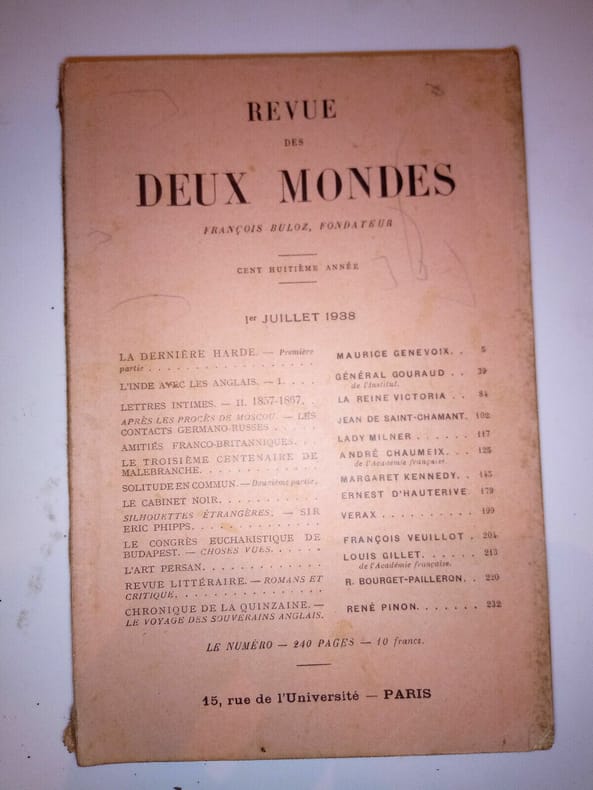 REVUE
DES
DEUX MONDES
FRANÇOIS BULOZ, FONDATEUR
CENT HUITIÈME ANNÉE
1er JUILLET 1938
LA DERNIÈRE HARDE. — Première
partie . . . . . . . . . . . . . . . . . . MAURICE GENEVOIX. . 5
L'INDE AVEC LES ANGLAIS. — I. . . . GÉNÉRAL GOURAUD . . 39
de l'Institut.
LETTRES INTIMES. — II. 1857-1867. . LA REINE VICTORIA . . 84
APRÈS LES PROCÈS DE MOSCOU. — LES
CONTACTS GERMANO-RUSSES . . . . . JEAN DE SAINT-CHAMANT. 102
AMITIÉS FRANCO-BRITANNIQUES. . . LADY MILNER . . . . . . . 117
LE TROISIÈME CENTENAIRE DE
MALEBRANCHE. . . . . . . . . . . . ANDRÉ CHAUMEIX. . . 125
de l'Académie française.
SOLITUDE EN COMMUN. — Deuxième partie. MARGARET KENNEDY. . 145
LE CABINET NOIR. . . . . . . . . . ERNEST D'HAUTERIVE 179
SILHOUETTES ÉTRANGÈRES. — SIR
ERIC PHIPPS. . . . . . . . . . . . . VERAX . . . . . . . . . . 199
LE CONGRÈS EUCHARISTIQUE DE
BUDAPEST. — CHOSES VUES. . . . . . FRANÇOIS VEUILLOT . 204
L'ART PERSAN. . . . . . . . . . . . LOUIS GILLET. . . . . . 213
de l'Académie française.
REVUE LITTÉRAIRE. — ROMANS ET
CRITIQUE. . . . . . . . . . . . . . . R. BOURGET-PAILLERON. . 220
CHRONIQUE DE LA QUINZAINE. —
LE VOYAGE DES SOUVERAINS ANGLAIS. RENÉ PINON. . . . . . . 232
LE NUMÉRO — 240 PAGES — 10 francs.
15, rue de l'Université — PARIS